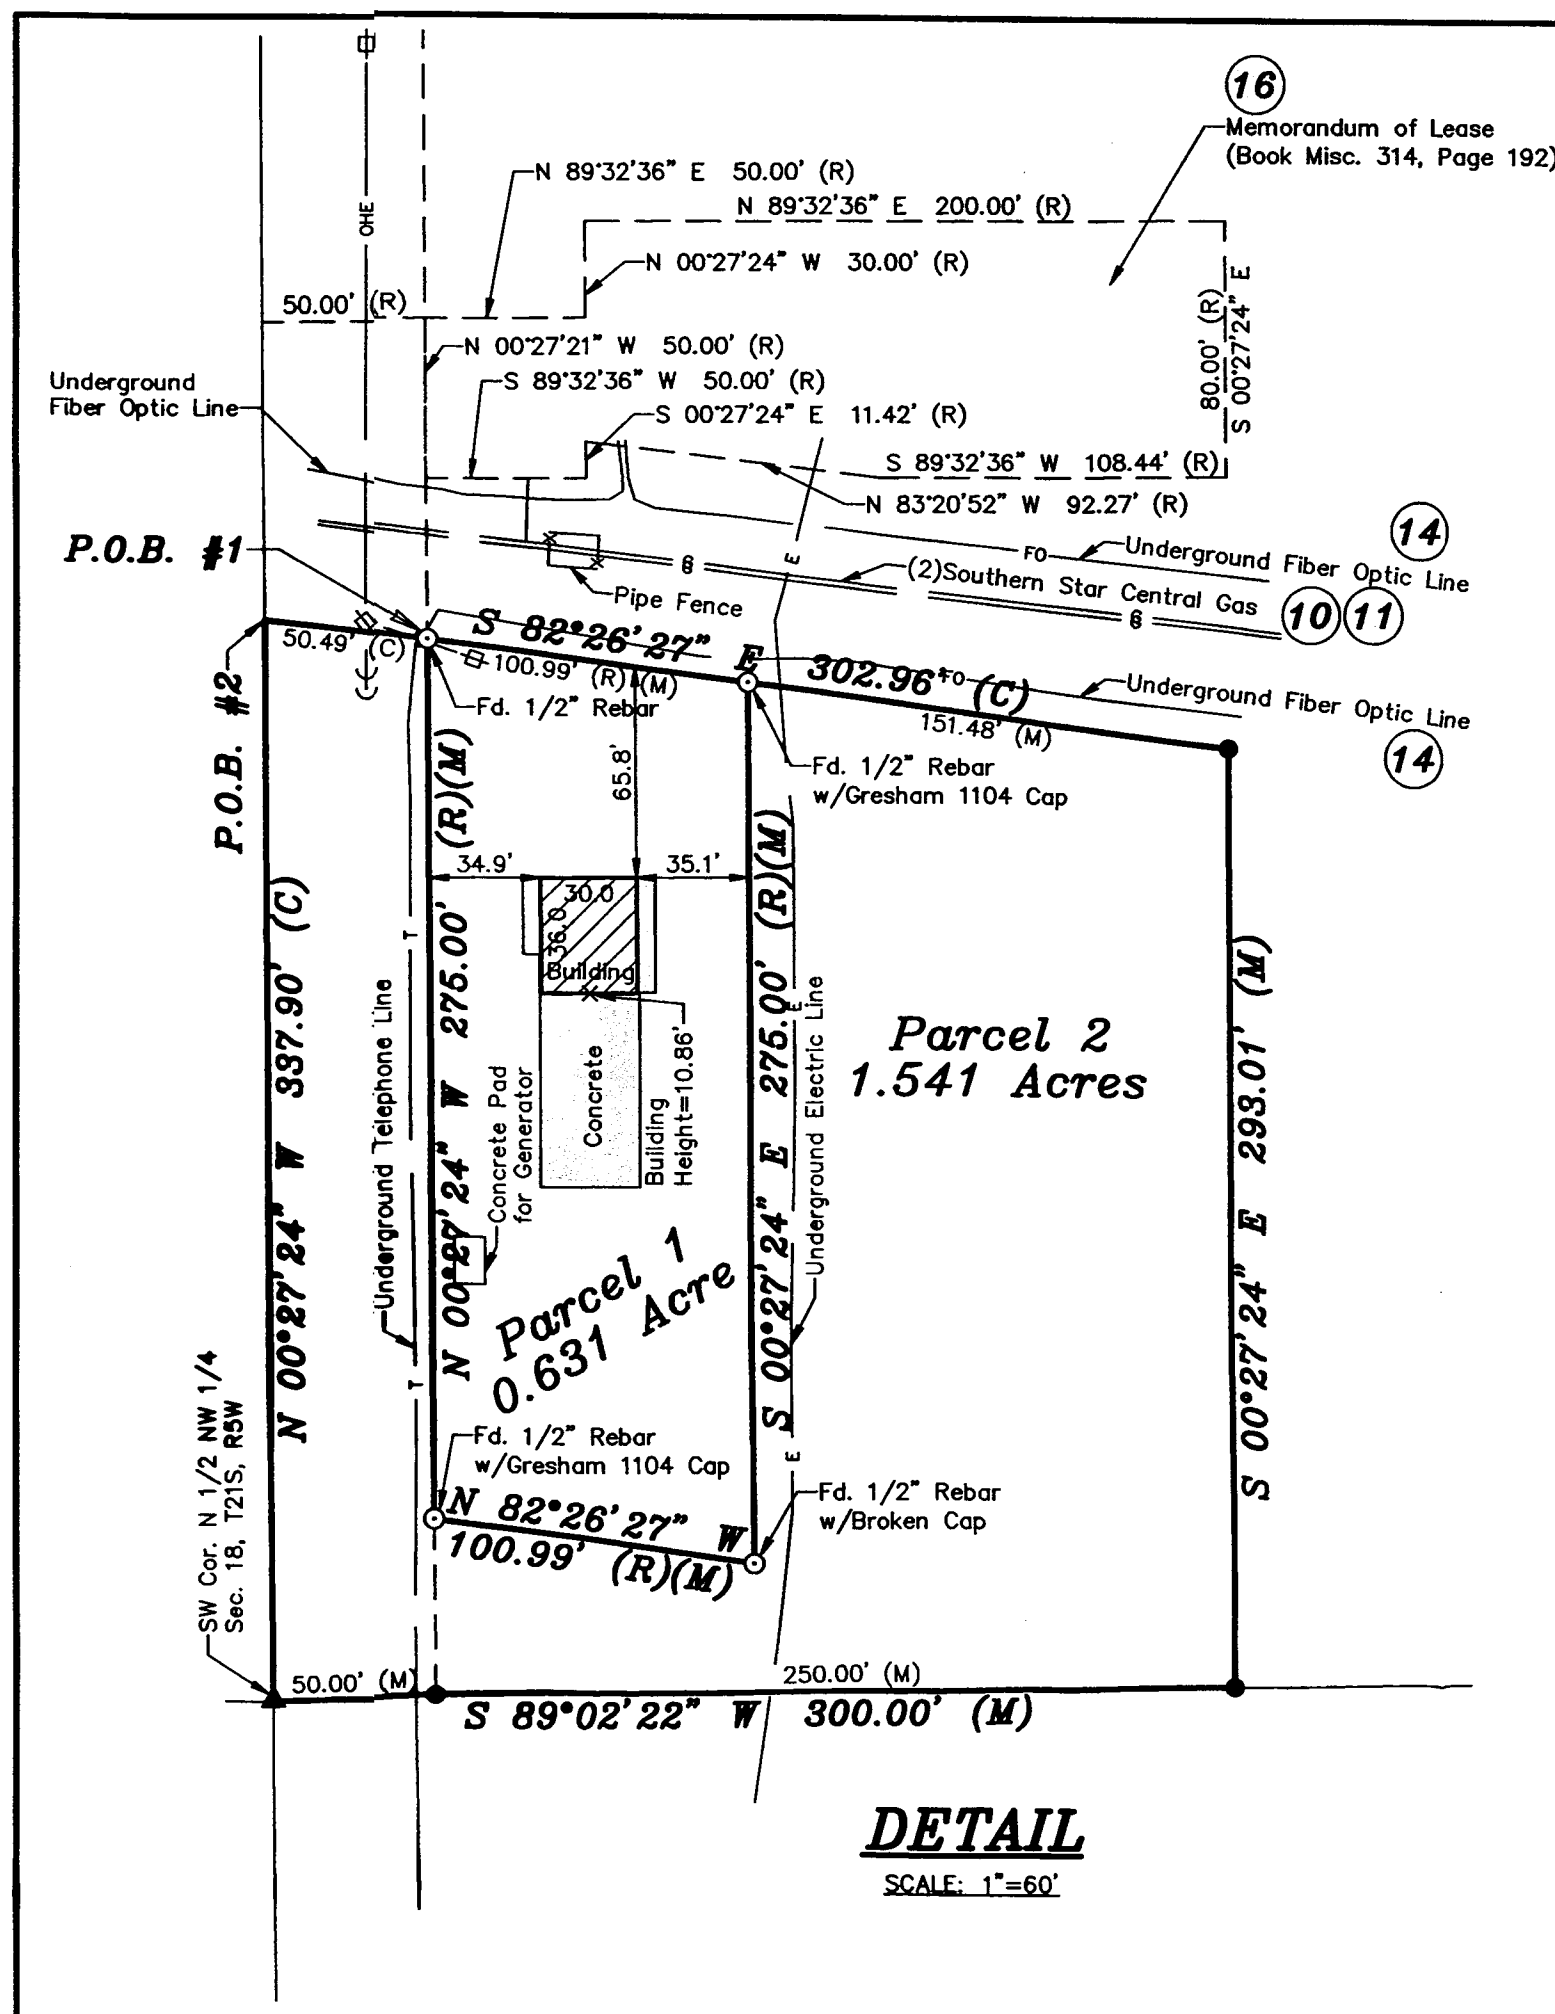 16
Memorandum of Lease
(Book Misc. 314, Page 192)
N 89°32'36" E 50.00' (R)
N 89°32'36" E 200.00' (R)
OHE
N 00°27'24" W 30.00' (R)
50.00' (R)
80.00' (R)
S 00°27'24" E
N 00°27'21" W 50.00' (R)
Underground
Fiber Optic Line
S 89°32'36" W 50.00' (R)
S 00°27'24" E 11.42' (R)
S 89°32'36" W 108.44' (R)
N 83°20'52" W 92.27' (R)
14
P.O.B. #1
E
FO
Underground Fiber Optic Line
G
(2)Southern Star Central Gas
10
11
G
Pipe Fence
S 82°26'27" E 302.96' (C)
50.49' (C)
100.99' (R) (M)
FO
Underground Fiber Optic Line
14
151.48' (M)
P.O.B. #2
Fd. 1/2" Rebar
Fd. 1/2" Rebar
w/Gresham 1104 Cap
65.8'
34.9'
35.1'
30.0
36.0
Building
N 00°27'24" W 337.90' (C)
T
Underground Telephone Line
N 00°27'24" W 275.00' (R)(M)
Concrete Pad
for Generator
Concrete
Building
Height=10.86'
S 00°27'24" E 275.00' (R)(M)
E
Underground Electric Line
Parcel 2
1.541 Acres
S 00°27'24" E 293.01' (M)
Parcel 1
0.631 Acre
T
E
SW Cor. N 1/2 NW 1/4
Sec. 18, T21S, R5W
Fd. 1/2" Rebar
w/Gresham 1104 Cap
Fd. 1/2" Rebar
w/Broken Cap
N 82°26'27" W
100.99' (R)(M)
50.00' (M)
250.00' (M)
S 89°02'22" W 300.00' (M)
DETAIL
SCALE: 1"=60'